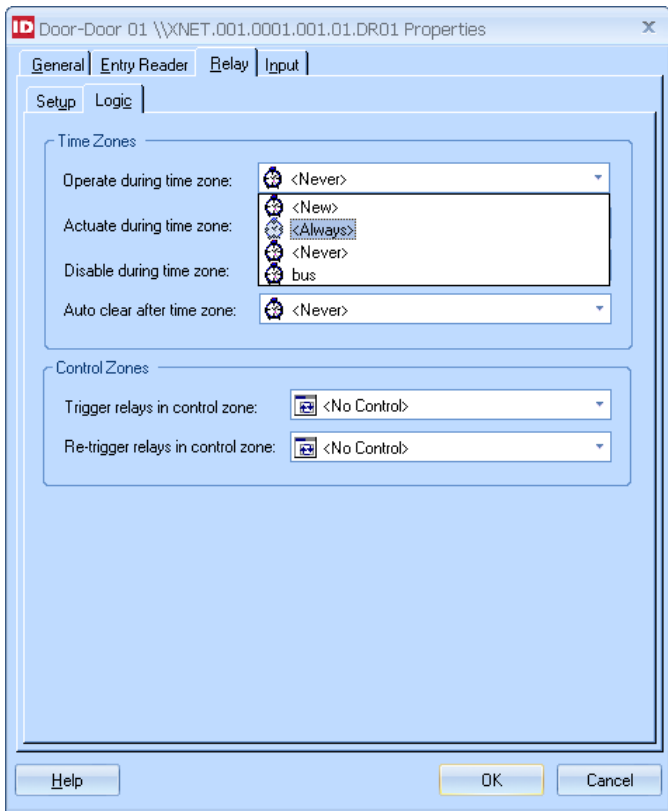 ID Door-Door 01 \\XNET.001.0001.001.01.DR01 Properties x
General Entry Reader Relay Input
Setup Logic
Time Zones
Operate during time zone: <Never>
<New>
Actuate during time zone: <Always>
<Never>
Disable during time zone: bus
Auto clear after time zone: <Never>
Control Zones
Trigger relays in control zone: <No Control>
Re-trigger relays in control zone: <No Control>
Help OK Cancel